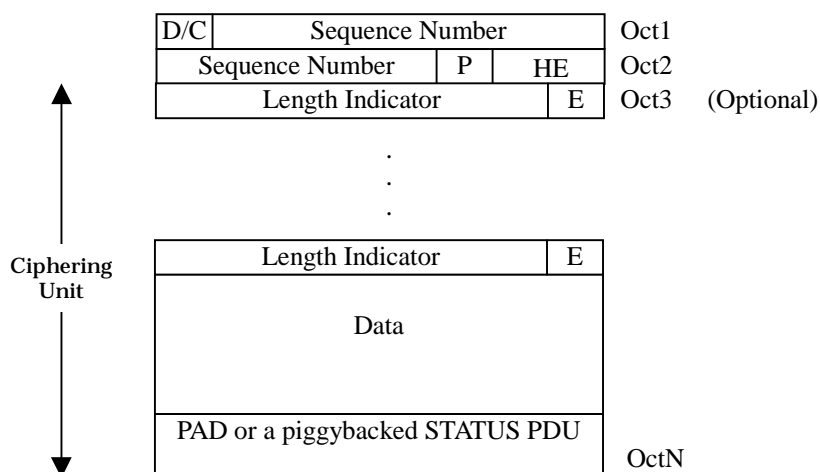 D/C Sequence Number Oct1
Sequence Number P HE Oct2
Length Indicator E Oct3 (Optional)
.
.
.
Length Indicator E
Ciphering
Unit
Data
PAD or a piggybacked STATUS PDU
OctN